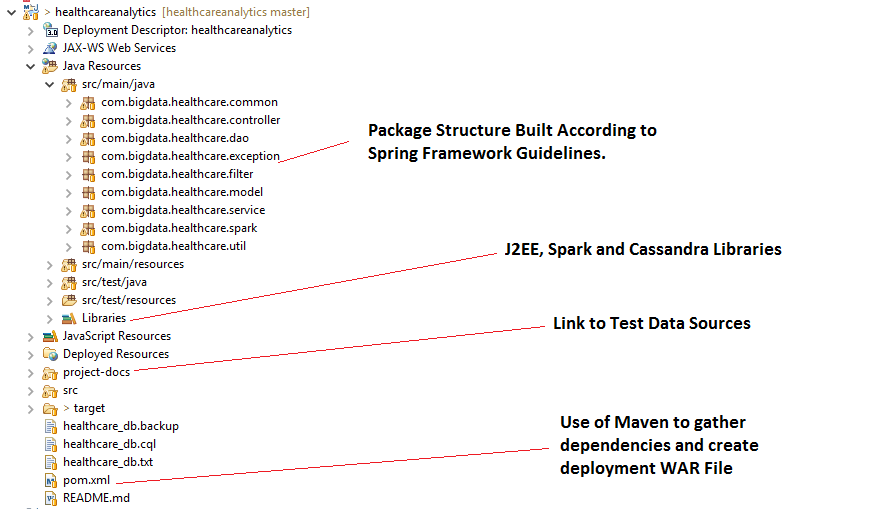 > healthcareanalytics [healthcareanalytics master]
3.0 Deployment Descriptor: healthcareanalytics
JAX-WS Web Services
Java Resources
src/main/java
com.bigdata.healthcare.common
com.bigdata.healthcare.controller
com.bigdata.healthcare.dao
com.bigdata.healthcare.exception
com.bigdata.healthcare.filter
com.bigdata.healthcare.model
com.bigdata.healthcare.service
com.bigdata.healthcare.spark
com.bigdata.healthcare.util
src/main/resources
src/test/java
src/test/resources
Libraries
JavaScript Resources
Deployed Resources
project-docs
src
> target
healthcare_db.backup
healthcare_db.cql
healthcare_db.txt
pom.xml
README.md
Package Structure Built According to
Spring Framework Guidelines.
J2EE, Spark and Cassandra Libraries
Link to Test Data Sources
Use of Maven to gather
dependencies and create
deployment WAR File